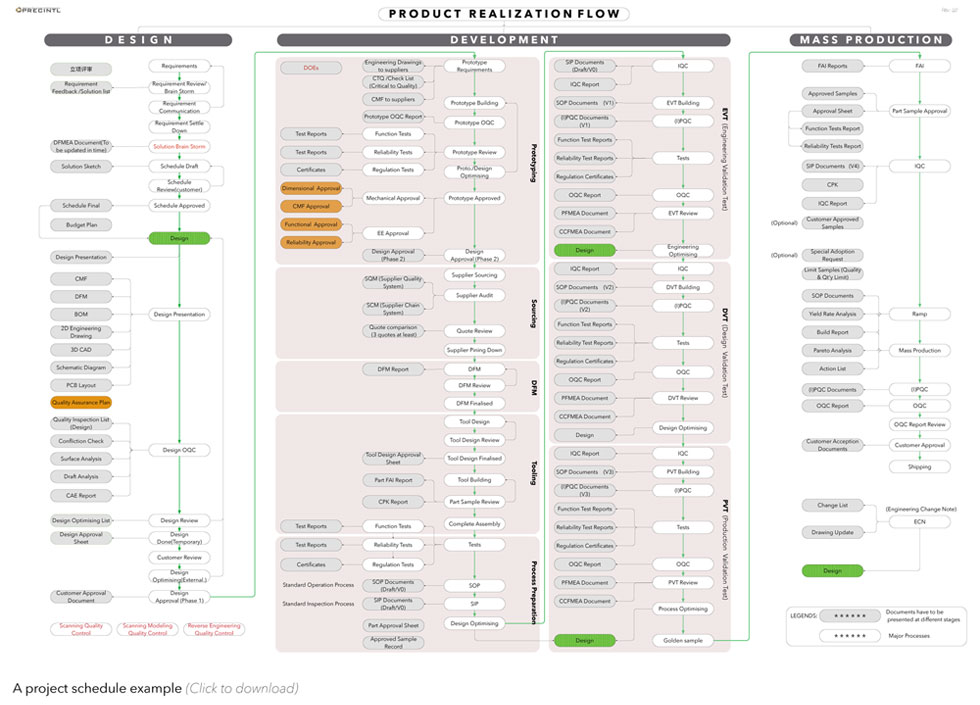 PRECINTL
PRODUCT REALIZATION FLOW
DESIGN
立项评审
Requirements
Requirement
Feedback /Solution list
Requirement Review/
Brain Storm
Requirement
Communication
Requirement Settle
Down
DFMEA Document(To
be updated in time)
Solution Brain Storm
Solution Sketch
Schedule Draft
Schedule
Review(customer)
Schedule Final
Schedule Approved
Budget Plan
Design
Design Presentation
CMF
DFM
BOM
Design Presentation
2D Engineering
Drawing
3D CAD
Schematic Diagram
PCB Layout
Quality Assurance Plan
Quality Inspection List
(Design)
Confliction Check
Design OQC
Surface Analysis
Draft Analysis
CAE Report
Design Optimising List
Design Review
Design Approval
Sheet
Design
Done(Temporary)
Customer Review
Design
Optimising(External,)
Customer Approval
Document
Design
Approval (Phase 1)
Scanning Quality
Control
Scanning Modeling
Quality Control
Reverse Engineering
Quality Control
DEVELOPMENT
DOEs
Engineering Drawings
to suppliers
Prototype
Requirements
CTQ /Check List
(Critical to Quality)
CMF to suppliers
Prototype Building
Prototype OQC Report
Prototype OQC
Test Reports
Function Tests
Test Reports
Reliability Tests
Prototype Review
Certificates
Regulation Tests
Proto./Design
Optimising
Dimensional Approval
Mechanical Approval
Prototype Approved
CMF Approval
Functional Approval
EE Approval
Reliability Approval
Design Approval
(Phase 2)
Design
Approval (Phase 2)
Prototyping
Supplier Sourcing
SQM (Supplier Quality
System)
Supplier Audit
SCM (Supplier Chain
System)
Quote comparison
(3 quotes at least)
Quote Review
Supplier Pining Down
Sourcing
DFM Report
DFM
DFM Review
DFM Finalised
DFM
Tool Design
Tool Design Review
Tool Design Approval
Sheet
Tool Design Finalised
Part FAI Report
Tool Building
CPK Report
Part Sample Review
Complete Assembly
Tooling
Test Reports
Function Tests
Test Reports
Reliability Tests
Tests
Certificates
Regulation Tests
Standard Operation Process
SOP Documents
(Draft/V0)
SOP
Standard Inspection Process
SIP Documents
(Draft/V0)
SIP
Part Approval Sheet
Design Optimising
Approved Sample
Record
Process Preparation
SIP Documents
(Draft/V0)
IQC
IQC Report
SOP Documents (V1)
EVT Building
(I)PQC Documents
(V1)
(I)PQC
Function Test Reports
Reliability Test Reports
Tests
Regulation Certificates
OQC Report
OQC
PFMEA Document
EVT Review
CCFMEA Document
Design
Engineering
Optimising
EVT (Engineering Validation Test)
IQC Report
IQC
SOP Documents (V2)
DVT Building
(I)PQC Documents
(V2)
(I)PQC
Function Test Reports
Reliability Test Reports
Tests
Regulation Certificates
OQC Report
OQC
PFMEA Document
DVT Review
CCFMEA Document
Design
Design Optimising
DVT (Design Validation Test)
IQC Report
IQC
SOP Documents (V3)
PVT Building
(I)PQC Documents
(V3)
(I)PQC
Function Test Reports
Reliability Test Reports
Tests
Regulation Certificates
OQC Report
OQC
PFMEA Document
PVT Review
CCFMEA Document
Process Optimising
Design
Golden sample
PVT (Production Validation Test)
MASS PRODUCTION
FAI Reports
FAI
Approved Samples
Approval Sheet
Part Sample Approval
Function Tests Report
Reliability Tests Report
SIP Documents (V4)
IQC
CPK
IQC Report
(Optional)
Customer Approved
Samples
(Optional)
Special Adoption
Request
Limit Samples (Quality
& Qt'y Limit)
SOP Documents
Yield Rate Analysis
Ramp
Build Report
Pareto Analysis
Mass Production
Action List
(I)PQC Documents
(I)PQC
OQC Report
OQC
OQC Report Review
Customer Acception
Documents
Customer Approval
Shipping
Change List
(Engineering Change Note)
ECN
Drawing Update
Design
LEGENDS:
★★★★★★
Documents have to be
presented at different stages
★★★★★★
Major Processes
A project schedule example (Click to download)